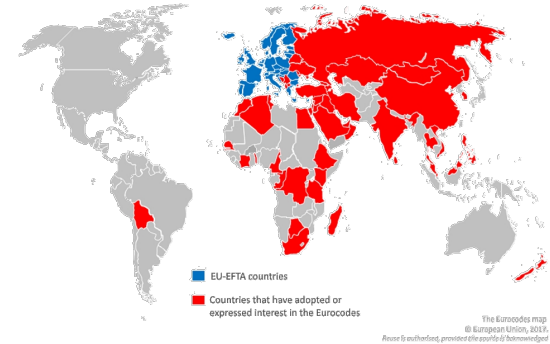 EU-EFTA countries
Countries that have adopted or
expressed interest in the Eurocodes
The Eurocodes map
© European Union, 2017.
Reuse is authorised, provided the source is acknowledged